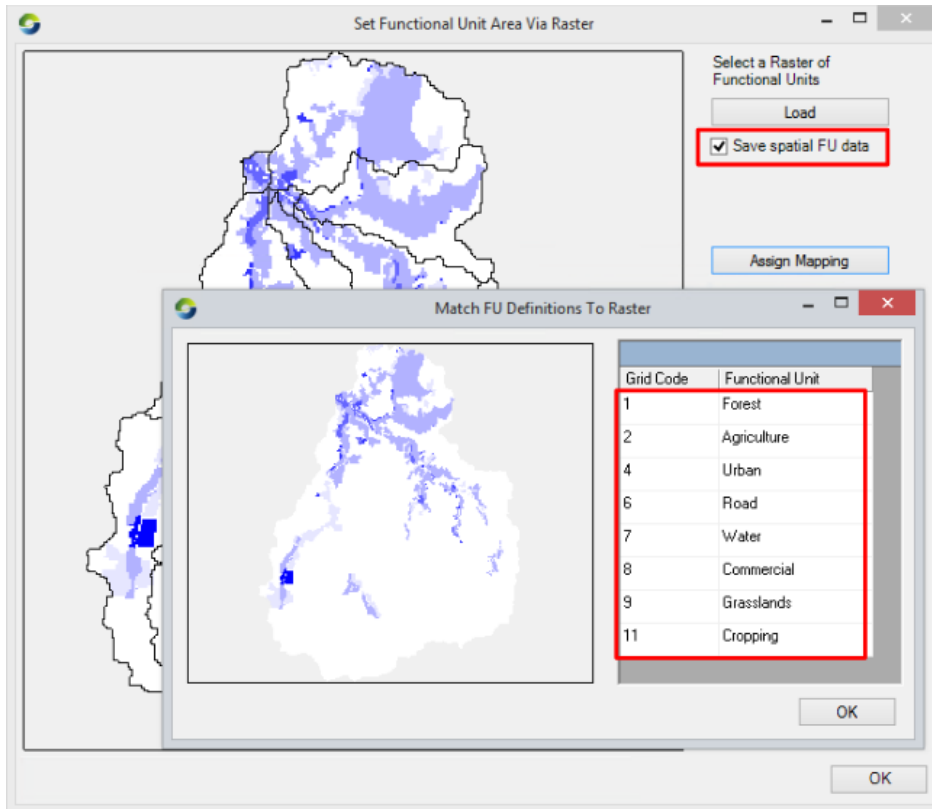 Set Functional Unit Area Via Raster
Select a Raster of
Functional Units
Load
Save spatial FU data
Assign Mapping
Match FU Definitions To Raster
Grid Code Functional Unit
1 Forest
2 Agriculture
4 Urban
6 Road
7 Water
8 Commercial
9 Grasslands
11 Cropping
OK
OK